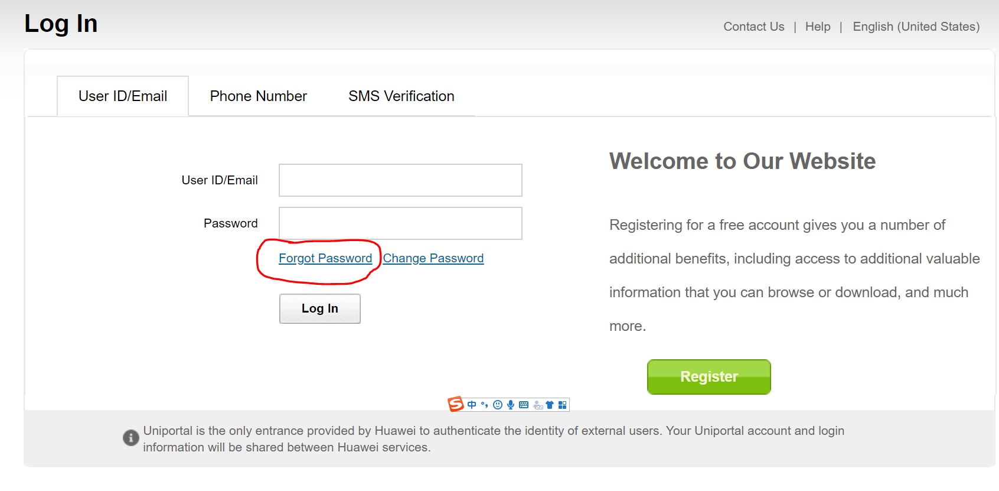 Log In
Contact Us | Help | English (United States)
User ID/Email
Phone Number
SMS Verification
User ID/Email
Password
Forgot Password
Change Password
Log In
Welcome to Our Website
Registering for a free account gives you a number of
additional benefits, including access to additional valuable
information that you can browse or download, and much
more.
Register
S 中 °,
Uniportal is the only entrance provided by Huawei to authenticate the identity of external users. Your Uniportal account and login
information will be shared between Huawei services.